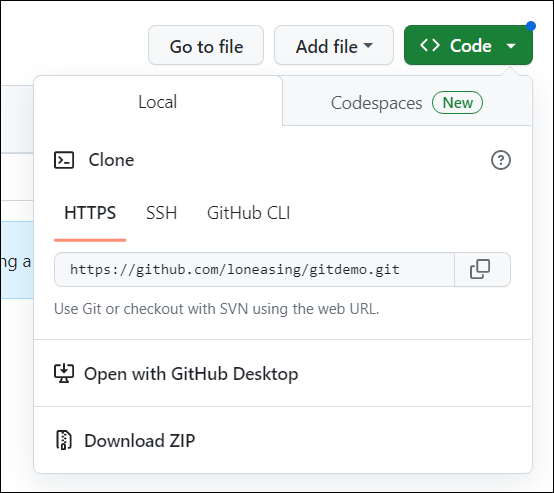 Go to file
Add file
<> Code
Local
Codespaces New
Clone
HTTPS SSH GitHub CLI
ng a
https://github.com/loneasing/gitdemo.git
Use Git or checkout with SVN using the web URL.
Open with GitHub Desktop
Download ZIP